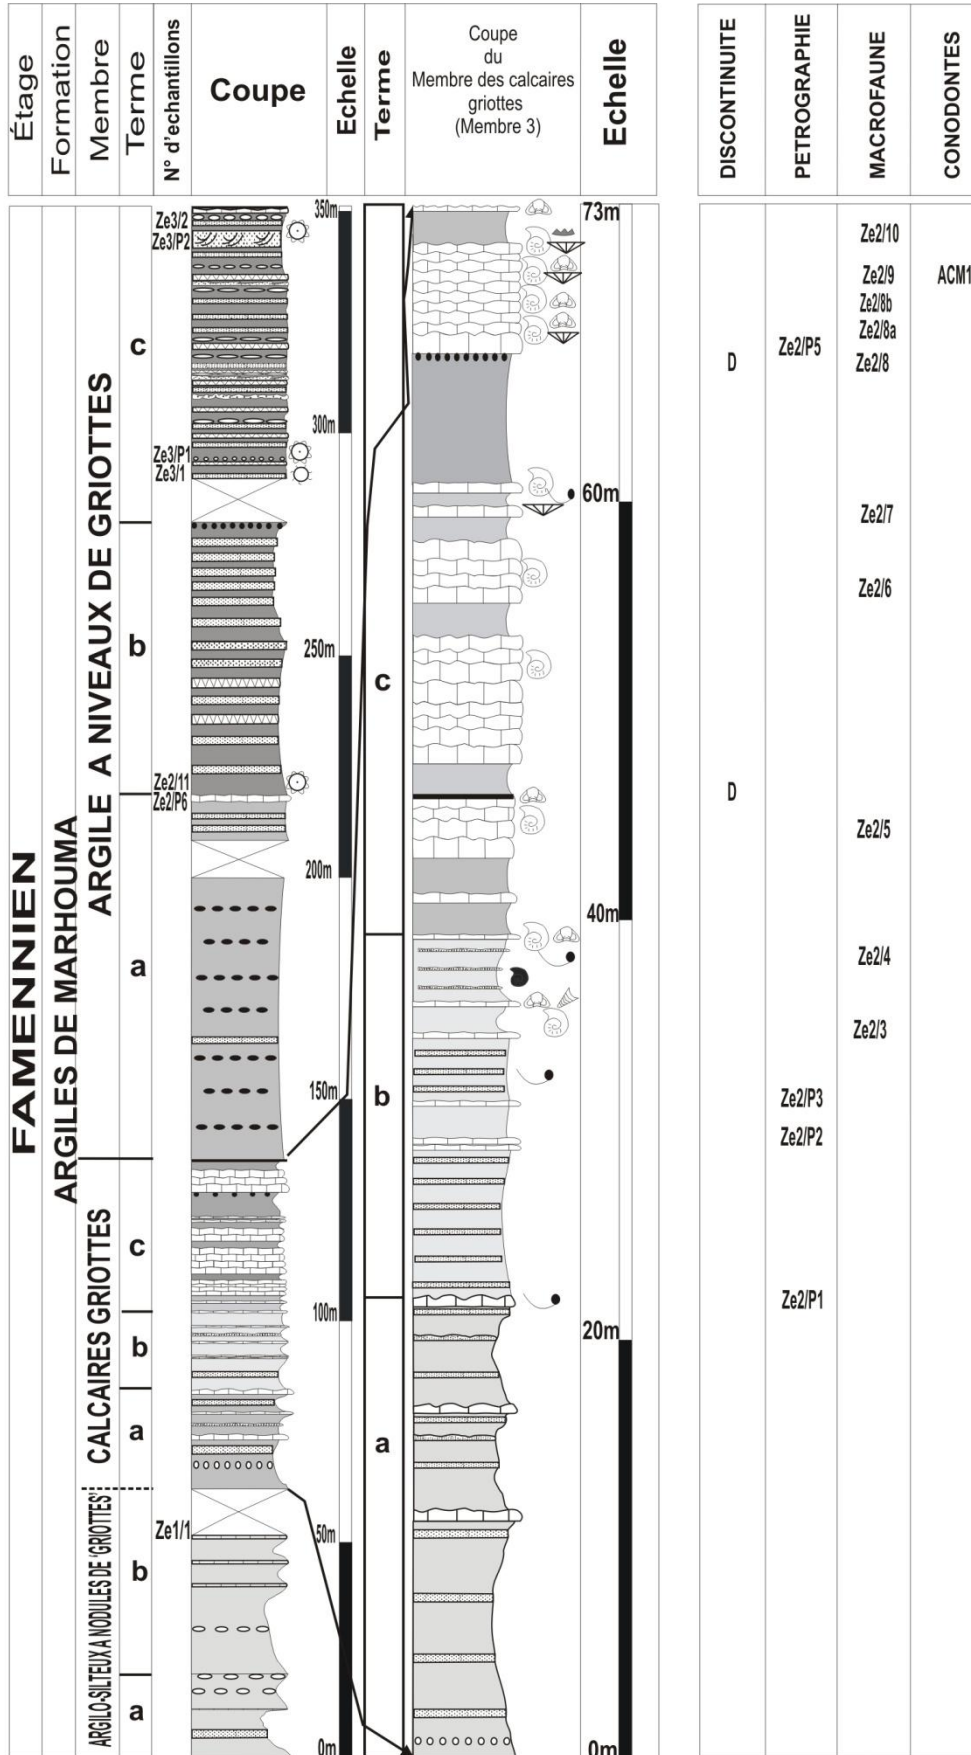 Étage
Formation
Membre
Terme
N° d'echantillons
Coupe
Echelle
Terme
Coupe
du
Membre des calcaires
griottes
(Membre 3)
Echelle
DISCONTINUITE
PETROGRAPHIE
MACROFAUNE
CONODONTES
FAMENNIEN
ARGILES DE MARHOUMA
ARGILE A NIVEAUX DE GRIOTTES
CALCAIRES GRIOTTES
ARGILO-SILTEUX A NODULES DE 'GRIOTTES'
c
b
a
c
b
a
b
a
Ze3/2
Ze3/P2
Ze3/P1
Ze3/1
Ze2/11
Ze2/P6
Ze1/1
350m
300m
250m
200m
150m
100m
50m
0m
c
b
a
73m
60m
40m
20m
0m
D
D
Ze2/P5
Ze2/P3
Ze2/P2
Ze2/P1
Ze2/10
Ze2/9
Ze2/8b
Ze2/8a
Ze2/8
Ze2/7
Ze2/6
Ze2/5
Ze2/4
Ze2/3
ACM1